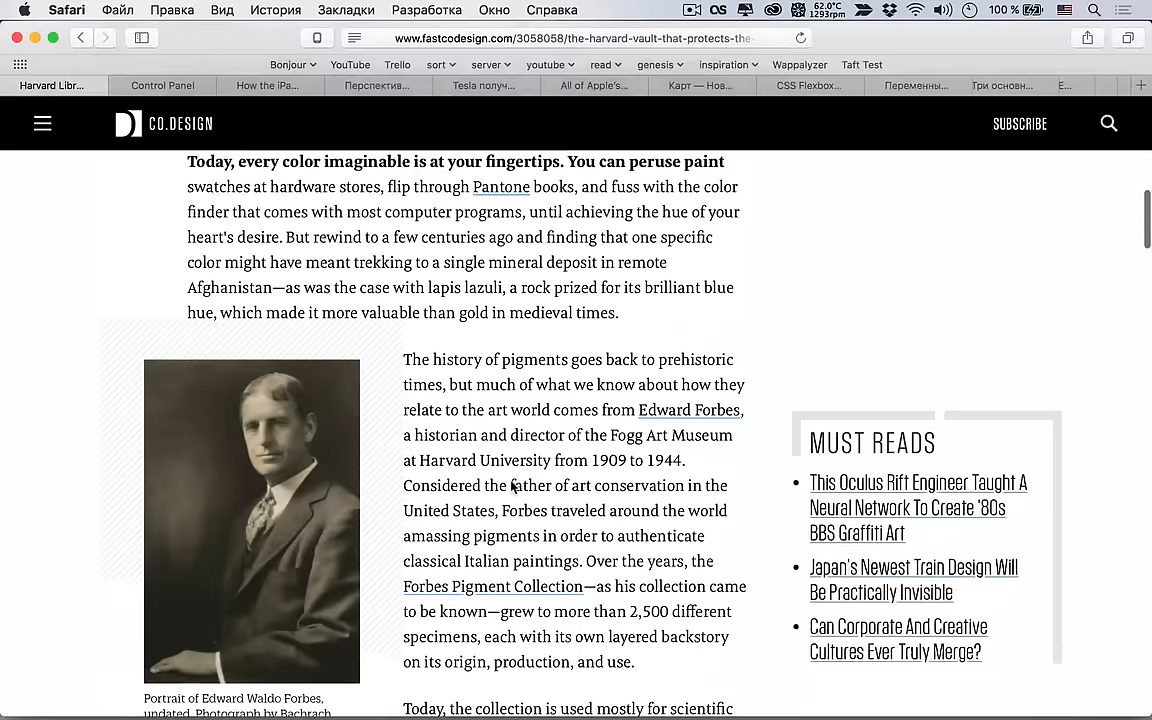 Safari Файл Правка Вид История Закладки Разработка Окно Справка OS 62.0°C 1293rpm 100 %
www.fastcodesign.com/3058058/the-harvard-vault-that-protects-the-
Bonjour YouTube Trello sort server youtube read genesis inspiration Wappalyzer Taft Test
Harvard Libr... Control Panel How the iPa... Перспектив... Tesla получ... All of Apple's... Карт — Нов... CSS Flexbox... Переменны... Три основн... E...
CO.DESIGN SUBSCRIBE
Today, every color imaginable is at your fingertips. You can peruse paint
swatches at hardware stores, flip through Pantone books, and fuss with the color
finder that comes with most computer programs, until achieving the hue of your
heart's desire. But rewind to a few centuries ago and finding that one specific
color might have meant trekking to a single mineral deposit in remote
Afghanistan—as was the case with lapis lazuli, a rock prized for its brilliant blue
hue, which made it more valuable than gold in medieval times.
The history of pigments goes back to prehistoric
times, but much of what we know about how they
relate to the art world comes from Edward Forbes,
a historian and director of the Fogg Art Museum
at Harvard University from 1909 to 1944.
Considered the father of art conservation in the
United States, Forbes traveled around the world
amassing pigments in order to authenticate
classical Italian paintings. Over the years, the
Forbes Pigment Collection—as his collection came
to be known—grew to more than 2,500 different
specimens, each with its own layered backstory
on its origin, production, and use.
Today, the collection is used mostly for scientific
Portrait of Edward Waldo Forbes,
undated. Photograph by Bachrach
MUST READS
• This Oculus Rift Engineer Taught A
Neural Network To Create '80s
BBS Graffiti Art
• Japan's Newest Train Design Will
Be Practically Invisible
• Can Corporate And Creative
Cultures Ever Truly Merge?